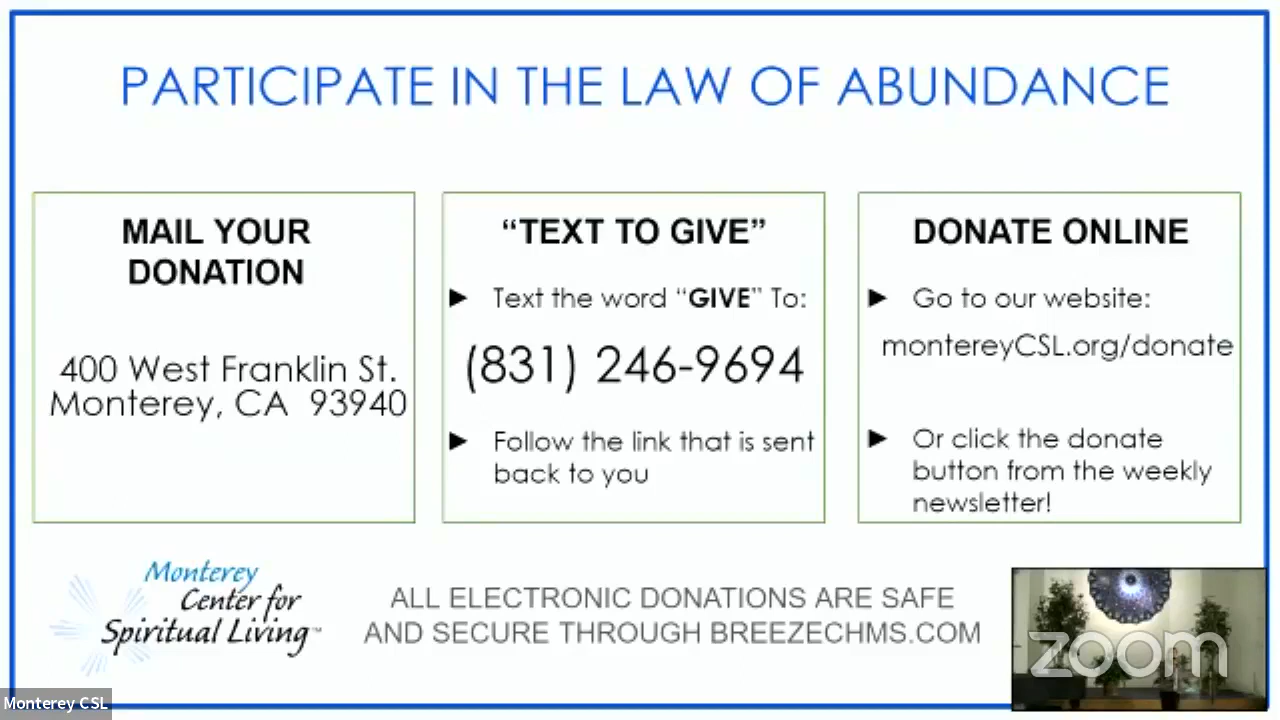 PARTICIPATE IN THE LAW OF ABUNDANCE
MAIL YOUR
DONATION
400 West Franklin St.
Monterey, CA 93940
“TEXT TO GIVE”
► Text the word “GIVE” To:
(831) 246-9694
► Follow the link that is sent
back to you
DONATE ONLINE
► Go to our website:
montereyCSL.org/donate
► Or click the donate
button from the weekly
newsletter!
Monterey
Center for
Spiritual Living™
ALL ELECTRONIC DONATIONS ARE SAFE
AND SECURE THROUGH BREEZECHMS.COM
zoom
Monterey CSL